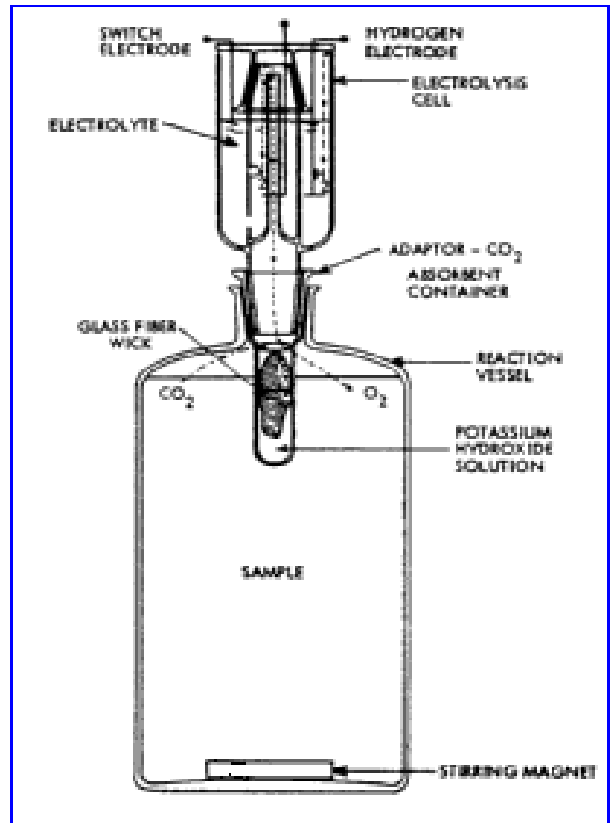 SWITCH
ELECTRODE
HYDROGEN
ELECTRODE
ELECTROLYSIS
CELL
ELECTROLYTE
ADAPTOR - CO2
ABSORBENT
CONTAINER
GLASS FIBER
WICK
REACTION
VESSEL
CO2
O2
POTASSIUM
HYDROXIDE
SOLUTION
SAMPLE
STIRRING MAGNET